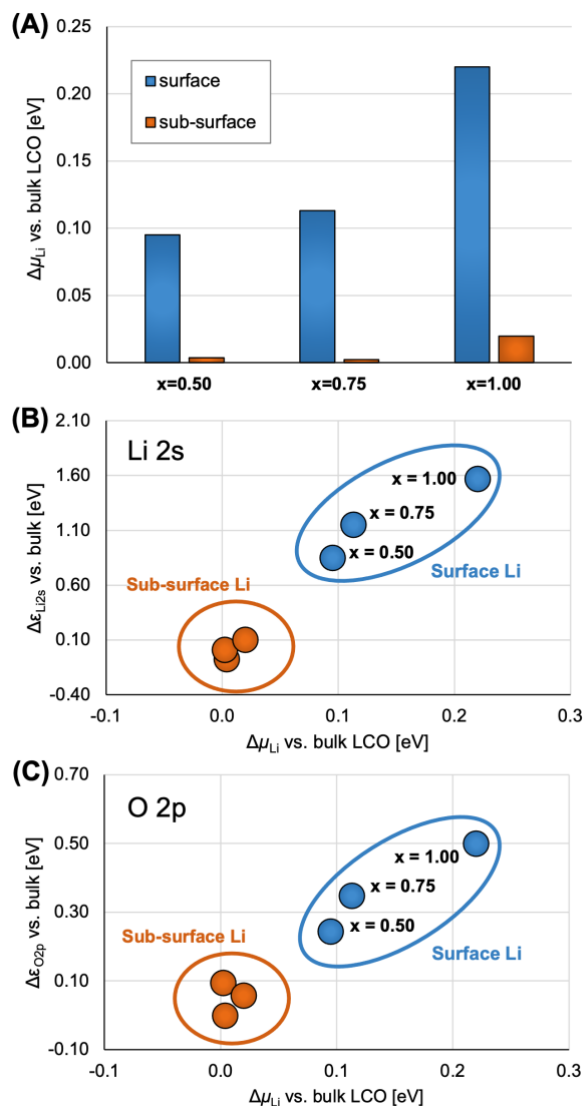 (A)
0.25
0.20
0.15
0.10
0.05
0.00
ΔμLi vs. bulk LCO [eV]
surface
sub-surface
x=0.50 x=0.75 x=1.00
(B)
2.10
1.60
1.10
0.60
0.10
-0.40
ΔεLi2s vs. bulk [eV]
Li 2s
x = 1.00
x = 0.75
x = 0.50
Surface Li
Sub-surface Li
-0.1 0.0 0.1 0.2 0.3
ΔμLi vs. bulk LCO [eV]
(C)
0.70
0.50
0.30
0.10
-0.10
ΔεO2p vs. bulk [eV]
O 2p
x = 1.00
x = 0.75
x = 0.50
Sub-surface Li
Surface Li
-0.1 0.0 0.1 0.2 0.3
ΔμLi vs. bulk LCO [eV]